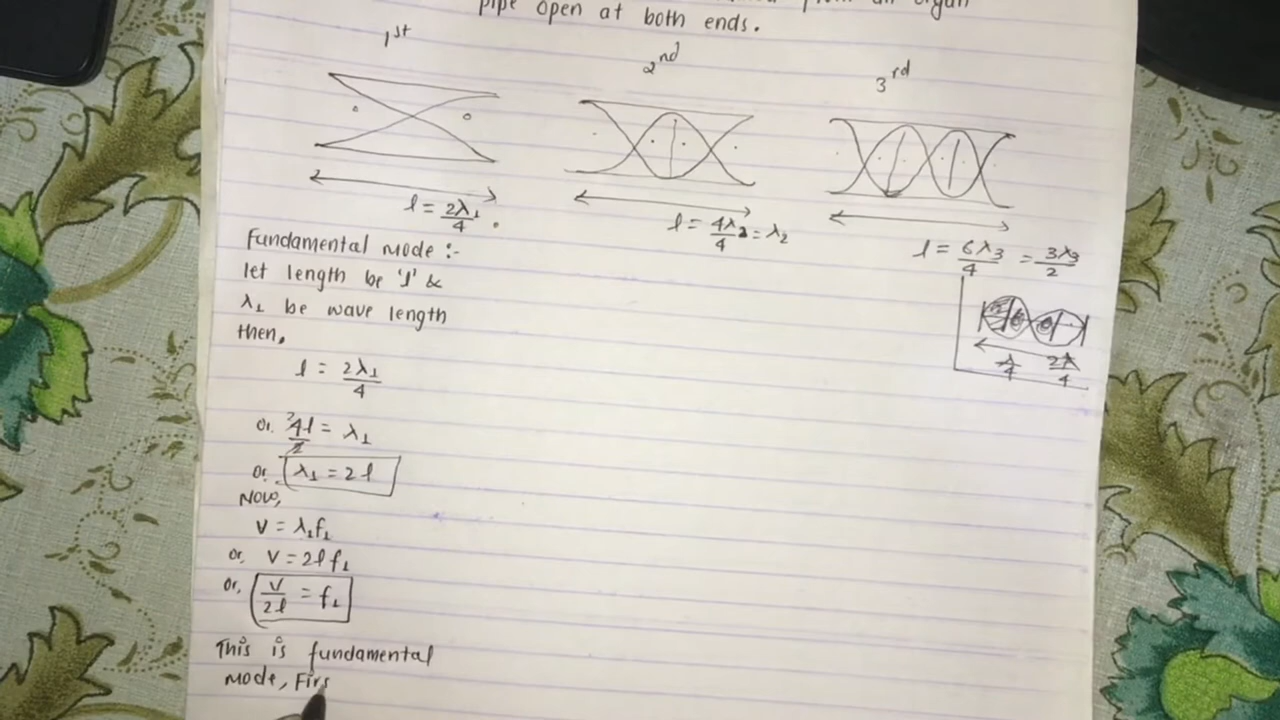 pipe open at both ends.
1st
2nd
3rd
l = 2λ1/4 .
l = 4λ2/4 = λ2
l = 6λ3/4 = 3λ3/2
λ/4 2λ/4
Fundamental mode :-
let length be 'l' &
λ1 be wave length
then,
l = 2λ1/4
or, 4l/2 = λ1
or, λ1 = 2l
Now,
V = λ1f1
or, V = 2l f1
or, V/2l = f1
This is fundamental
mode, Firs